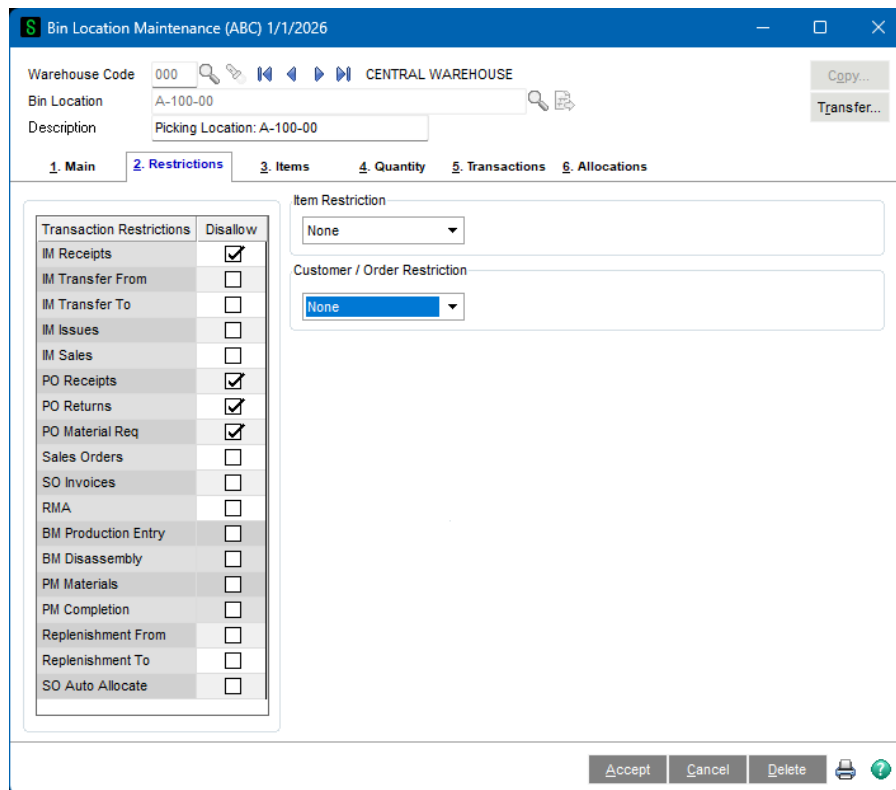 S Bin Location Maintenance (ABC) 1/1/2026
Warehouse Code 000 CENTRAL WAREHOUSE Copy...
Bin Location A-100-00 Transfer...
Description Picking Location: A-100-00
1. Main 2. Restrictions 3. Items 4. Quantity 5. Transactions 6. Allocations
Transaction Restrictions Disallow
IM Receipts
IM Transfer From
IM Transfer To
IM Issues
IM Sales
PO Receipts
PO Returns
PO Material Req
Sales Orders
SO Invoices
RMA
BM Production Entry
BM Disassembly
PM Materials
PM Completion
Replenishment From
Replenishment To
SO Auto Allocate
Item Restriction
None
Customer / Order Restriction
None
Accept Cancel Delete ?